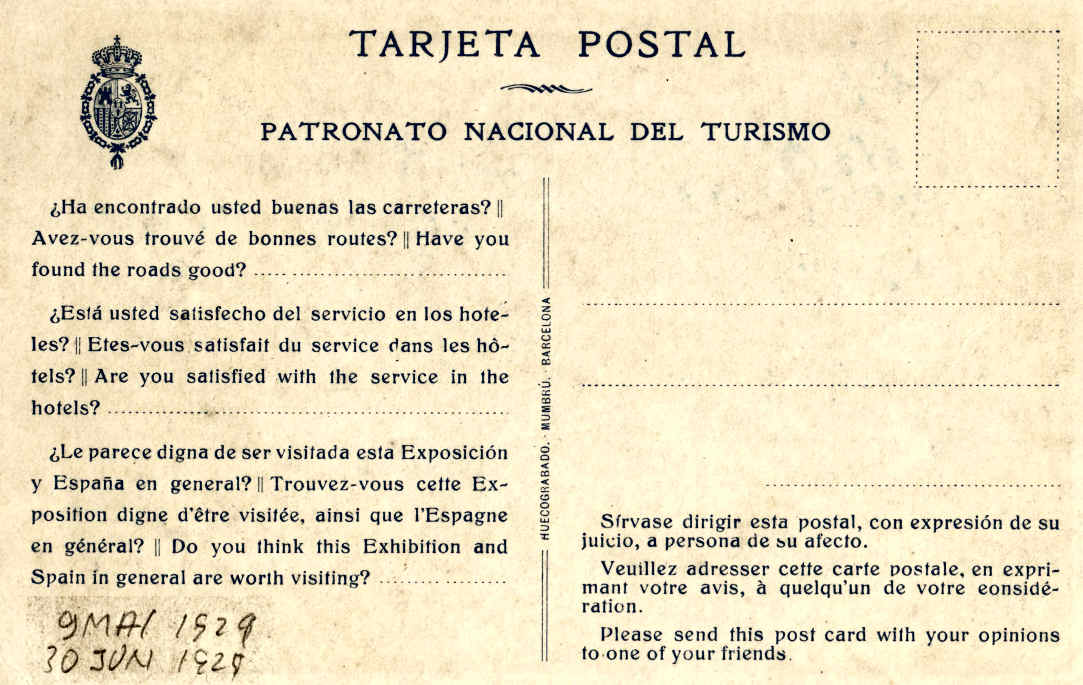 TARJETA POSTAL
PATRONATO NACIONAL DEL TURISMO
¿Ha encontrado usted buenas las carreteras? ||
Avez-vous trouvé de bonnes routes? || Have you
found the roads good?
¿Está usted satisfecho del servicio en los hote-
les? || Etes-vous satisfait du service dans les hô-
tels? || Are you satisfied with the service in the
hotels?
¿Le parece digna de ser visitada esta Exposición
y España en general? || Trouvez-vous cette Ex-
position digne d'être visitée, ainsi que l'Espagne
en général? || Do you think this Exhibition and
Spain in general are worth visiting?
9 MAI 1929
30 JUNI 1929
HUECOGRABADO. - MUMBRÚ. - BARCELONA
Sírvase dirigir esta postal, con expresión de su
juicio, a persona de su afecto.
Veuillez adresser cette carte postale, en expri-
mant votre avis, à quelqu'un de votre eonsidé-
ration.
Please send this post card with your opinions
to one of your friends.